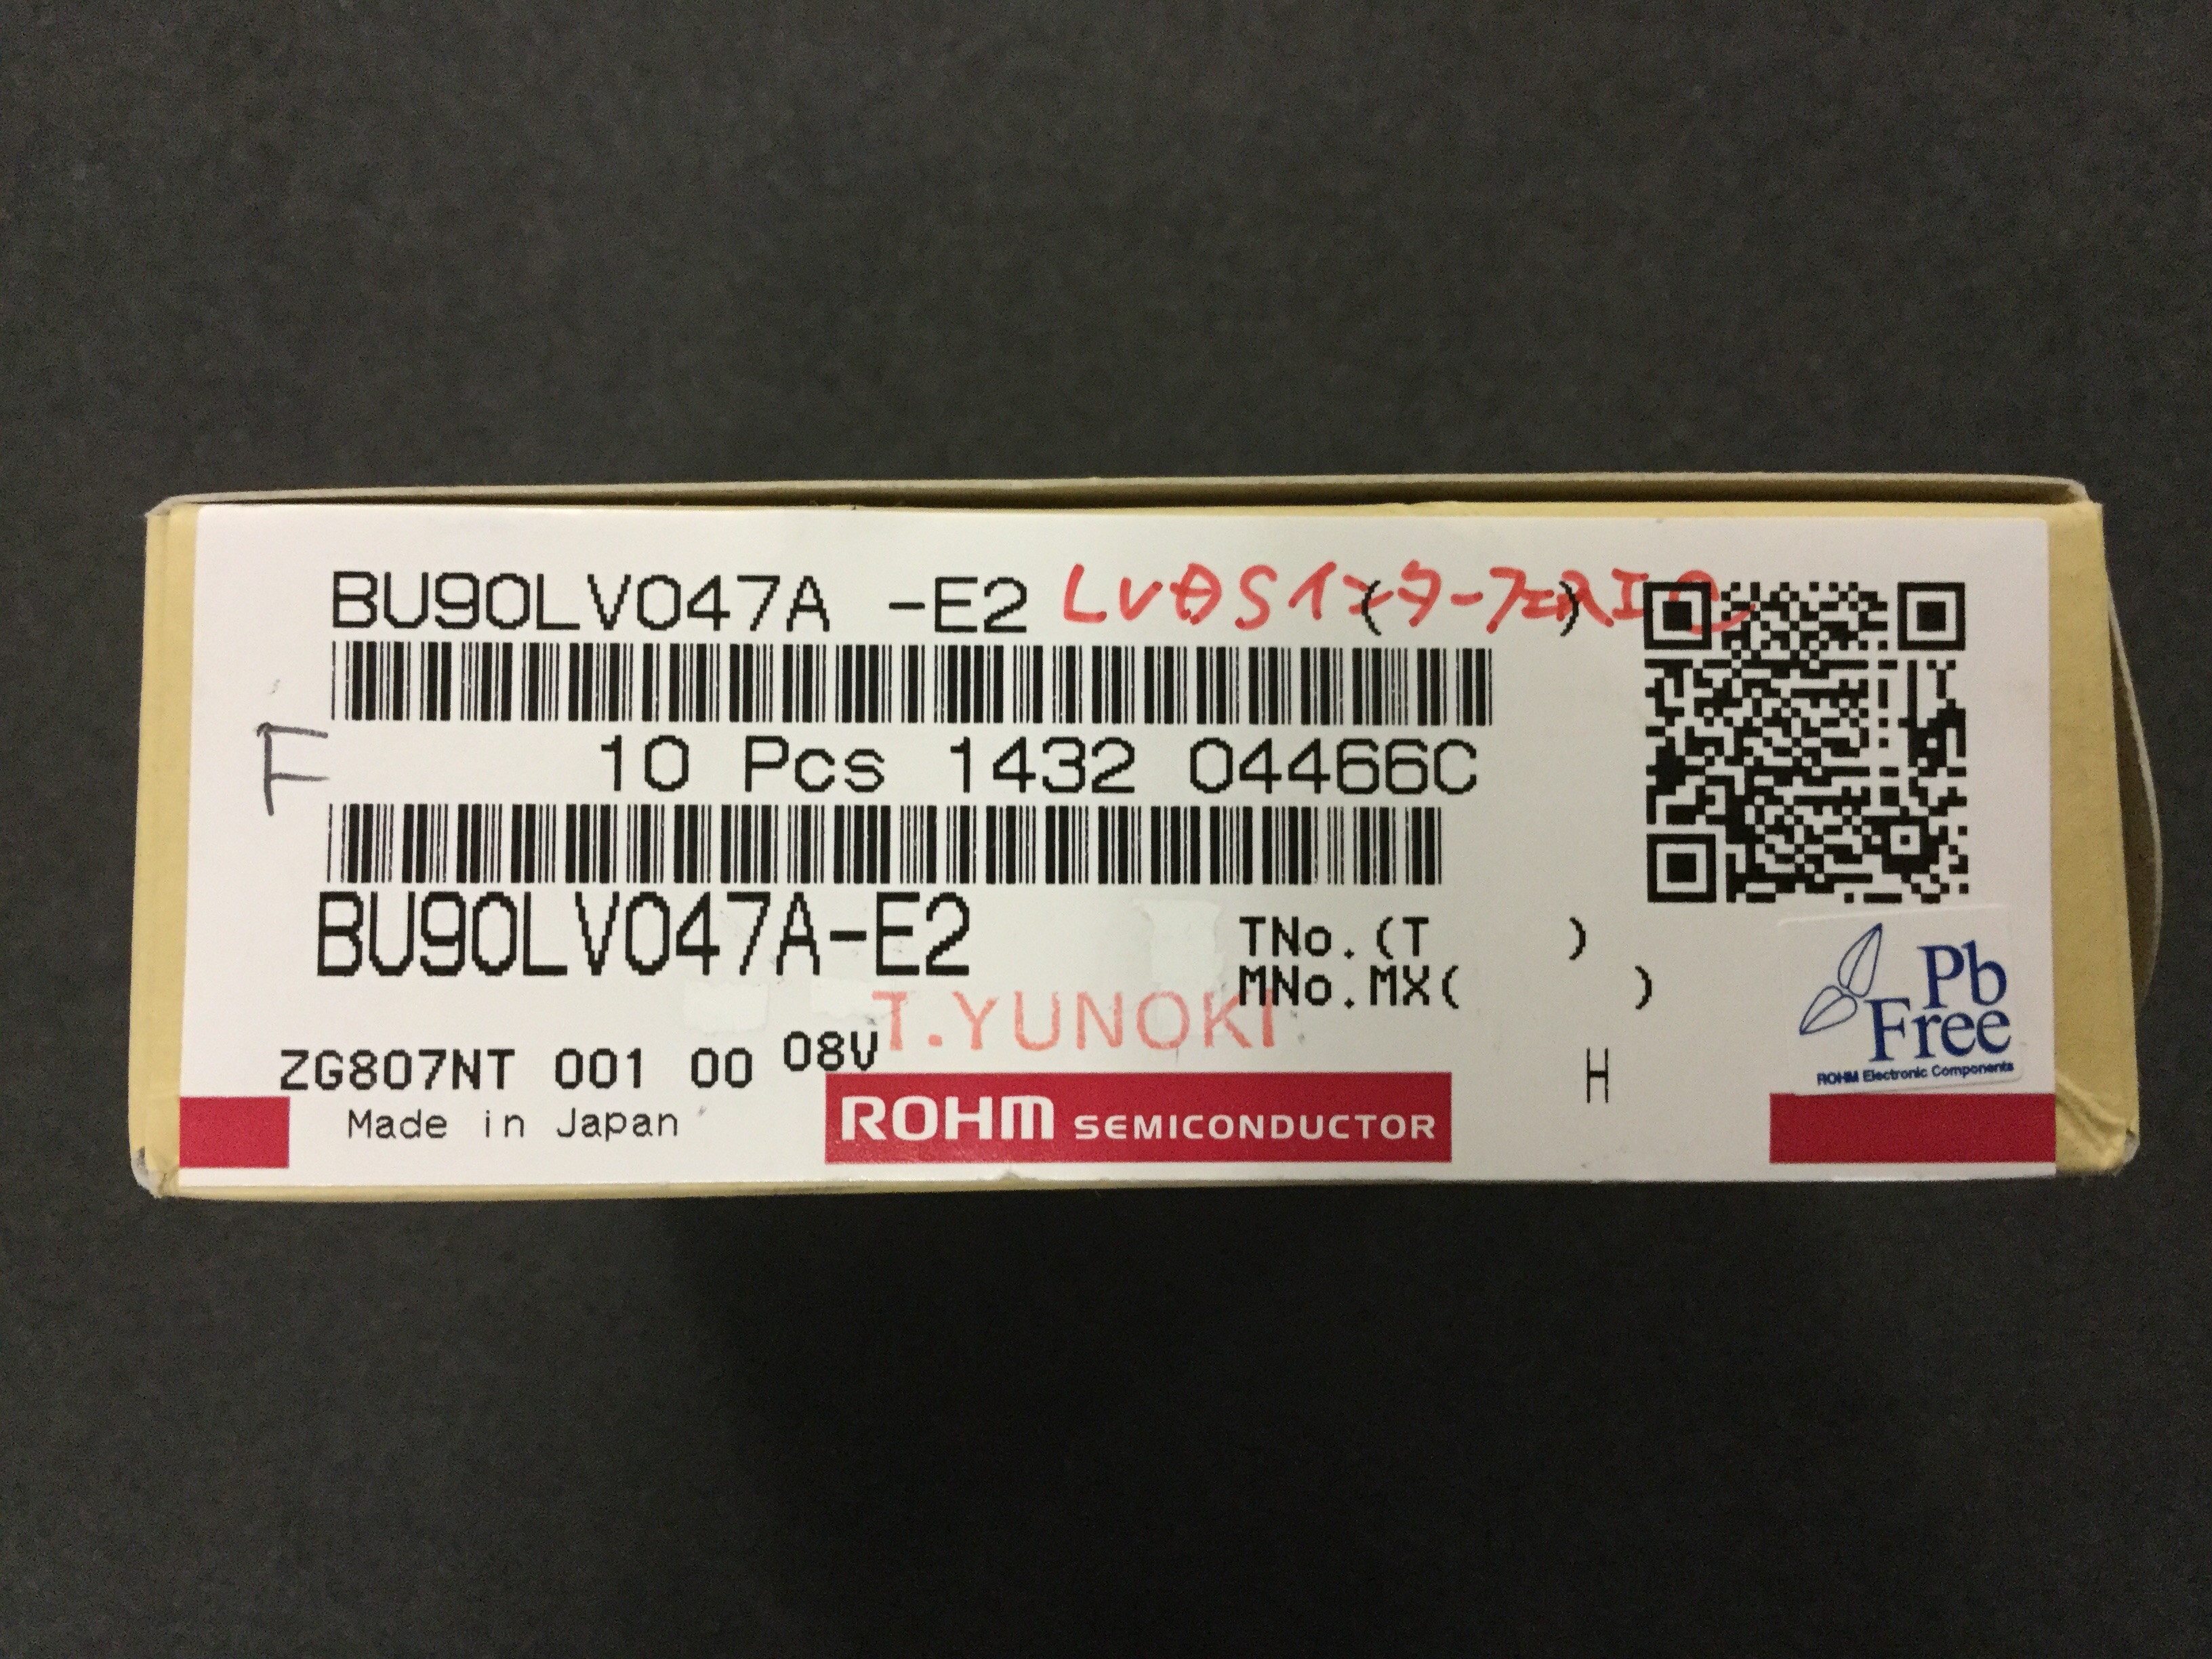 BU90LV047A -E2 ( ) LVDSインターフェースIC
F
10 Pcs 1432 04466C
BU90LV047A-E2
TNo.(T )
MNo.MX( )
T.YUNOKI
ZG807NT 001 00 08V
H
Made in Japan
ROHM SEMICONDUCTOR
Pb
Free
ROHM Electronic Components